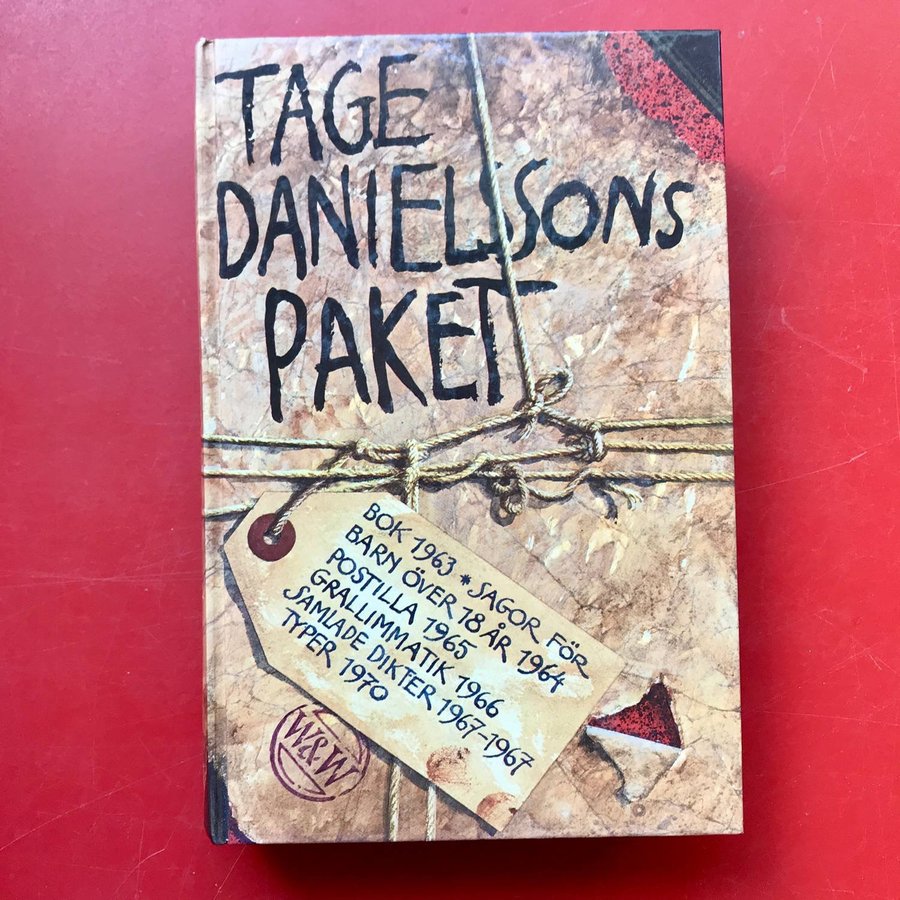 TAGE
DANIELSSONS
PAKET
BOK 1963 * SAGOR FÖR
BARN ÖVER 18 ÅR 1964
POSTILLA 1965
GRALLIMMATIK 1966
SAMLADE DIKTER 1967-1967
TYPER 1970
W&W